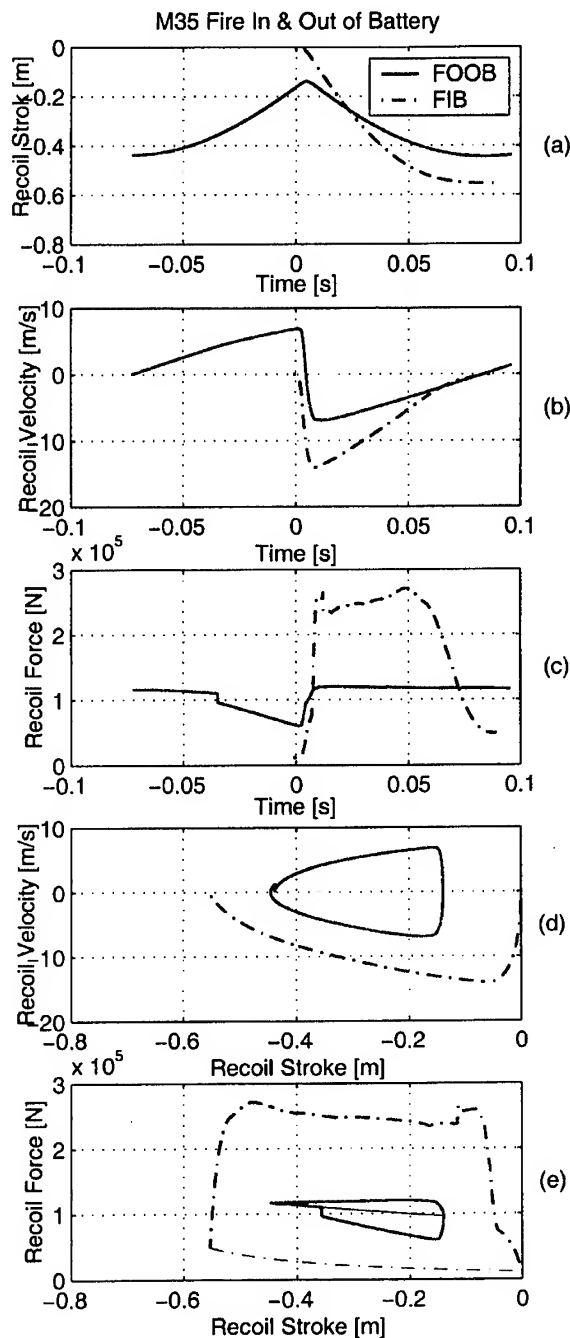 M35 Fire In & Out of Battery
0
−0.2
−0.4
−0.6
−0.8
Recoil Strok [m]
FOOB
FIB
(a)
−0.1
−0.05
0
0.05
0.1
Time [s]
10
0
10
20
Recoil Velocity [m/s]
(b)
−0.1
−0.05
0
0.05
0.1
Time [s]
x 10^5
3
2
1
0
Recoil Force [N]
(c)
−0.1
−0.05
0
0.05
0.1
Time [s]
10
0
10
20
Recoil Velocity [m/s]
(d)
−0.8
−0.6
−0.4
−0.2
0
Recoil Stroke [m]
x 10^5
3
2
1
0
Recoil Force [N]
(e)
−0.8
−0.6
−0.4
−0.2
0
Recoil Stroke [m]